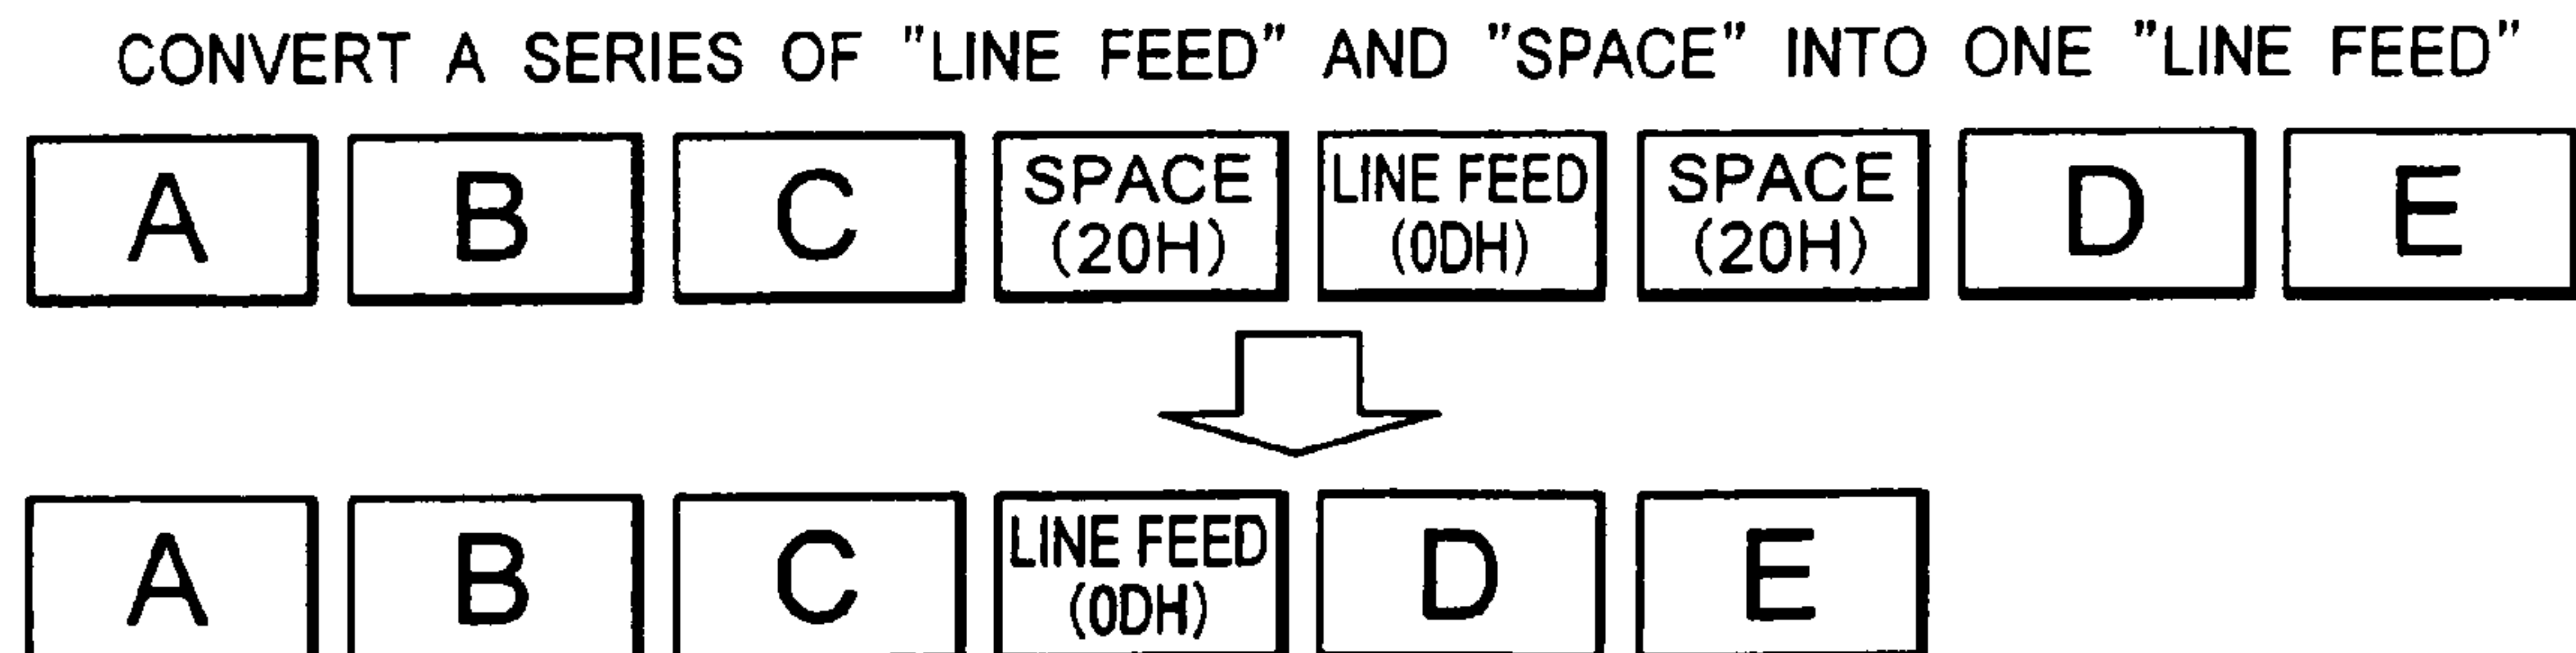 CONVERT A SERIES OF "LINE FEED" AND "SPACE" INTO ONE "LINE FEED"
A B C SPACE (20H) LINE FEED (0DH) SPACE (20H) D E
A B C LINE FEED (0DH) D E